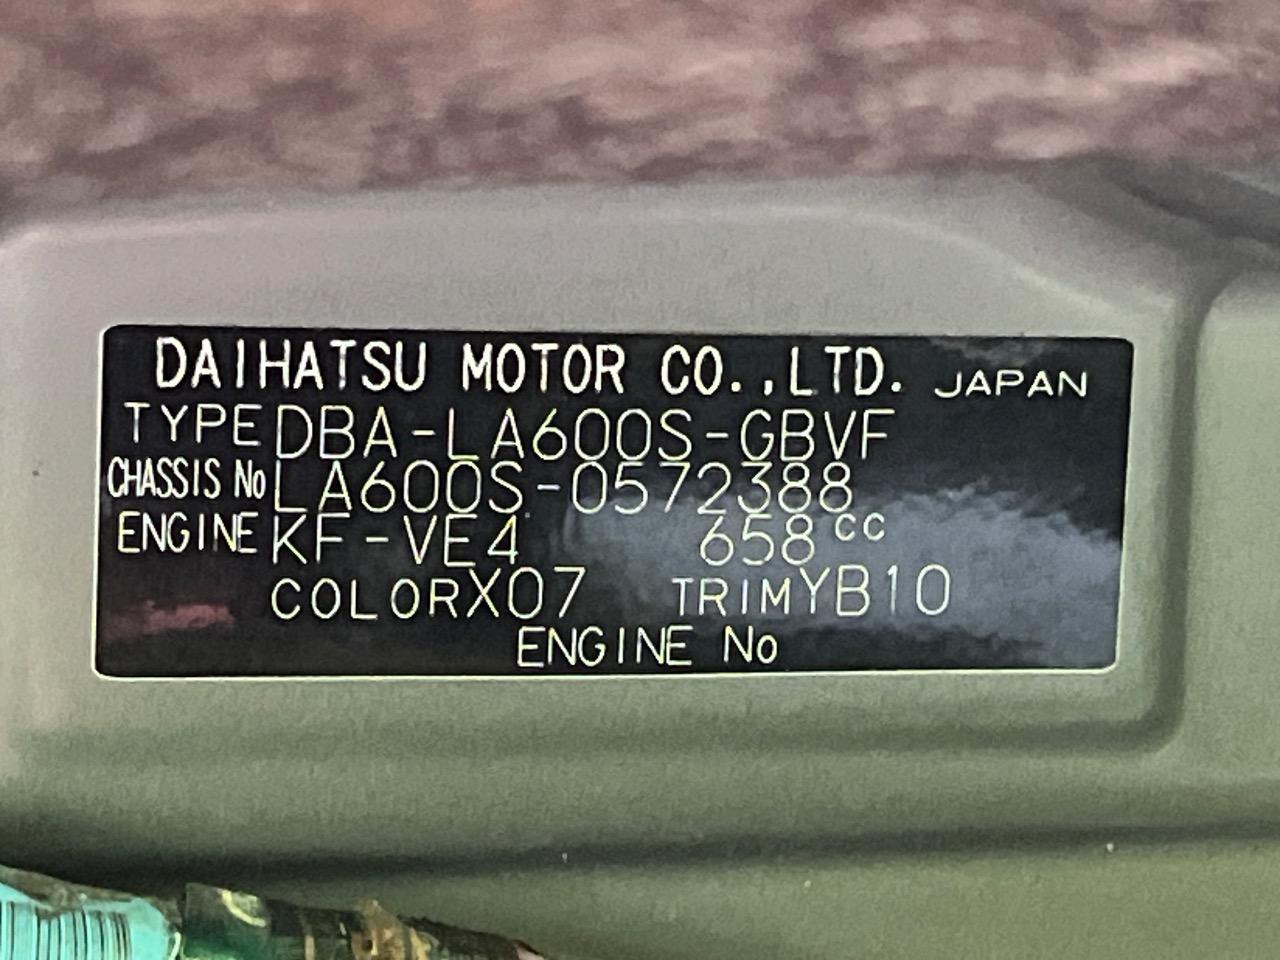 DAIHATSU MOTOR CO.,LTD. JAPAN
TYPE DBA-LA600S-GBVF
CHASSIS No LA600S-0572388
ENGINE KF-VE4 658cc
COLOR X07 TRIM YB10
ENGINE No